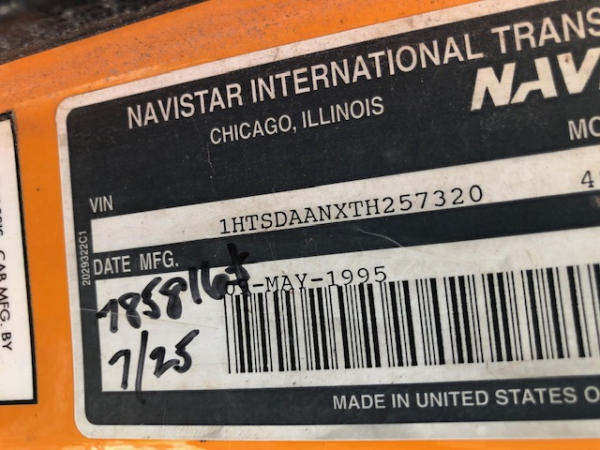 NAVISTAR INTERNATIONAL TRANS
CHICAGO, ILLINOIS
NAV
MO
VIN
1HTSDAANXTH257320
4
DATE MFG.
-MAY-1995
7/25
2029322C1
CAB MFG. BY
MADE IN UNITED STATES O